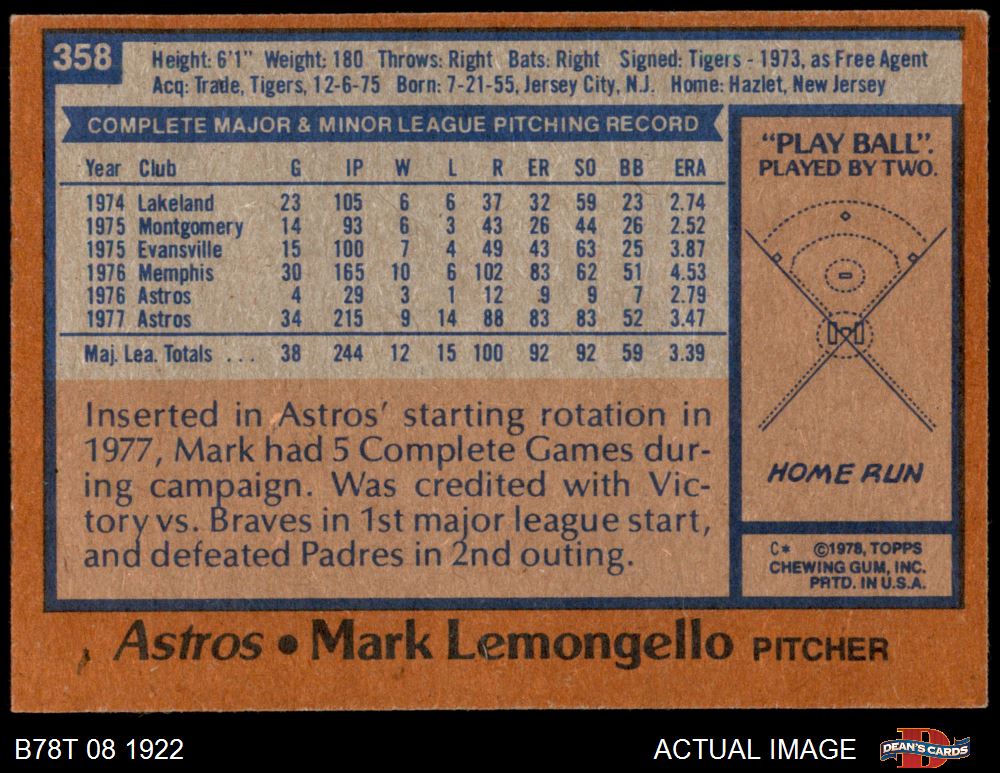 358
Height: 6'1" Weight: 180 Throws: Right Bats: Right Signed: Tigers - 1973, as Free Agent
Acq: Trade, Tigers, 12-6-75 Born: 7-21-55, Jersey City, N.J. Home: Hazlet, New Jersey
COMPLETE MAJOR & MINOR LEAGUE PITCHING RECORD
Year Club G IP W L R ER SO BB ERA
1974 Lakeland 23 105 6 6 37 32 59 23 2.74
1975 Montgomery 14 93 6 3 43 26 44 26 2.52
1975 Evansville 15 100 7 4 49 43 63 25 3.87
1976 Memphis 30 165 10 6 102 83 62 51 4.53
1976 Astros 4 29 3 1 12 9 9 7 2.79
1977 Astros 34 215 9 14 88 83 83 52 3.47
Maj. Lea. Totals ... 38 244 12 15 100 92 92 59 3.39
Inserted in Astros' starting rotation in
1977, Mark had 5 Complete Games dur-
ing campaign. Was credited with Vic-
tory vs. Braves in 1st major league start,
and defeated Padres in 2nd outing.
"PLAY BALL".
PLAYED BY TWO.
HOME RUN
C* ©1978, TOPPS
CHEWING GUM, INC.
PRTD. IN U.S.A.
Astros • Mark Lemongello PITCHER
B78T 08 1922 ACTUAL IMAGE DEAN'S CARDS